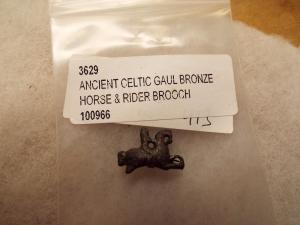 3629
ANCIENT CELTIC GAUL BRONZE
HORSE & RIDER BROOCH
100966